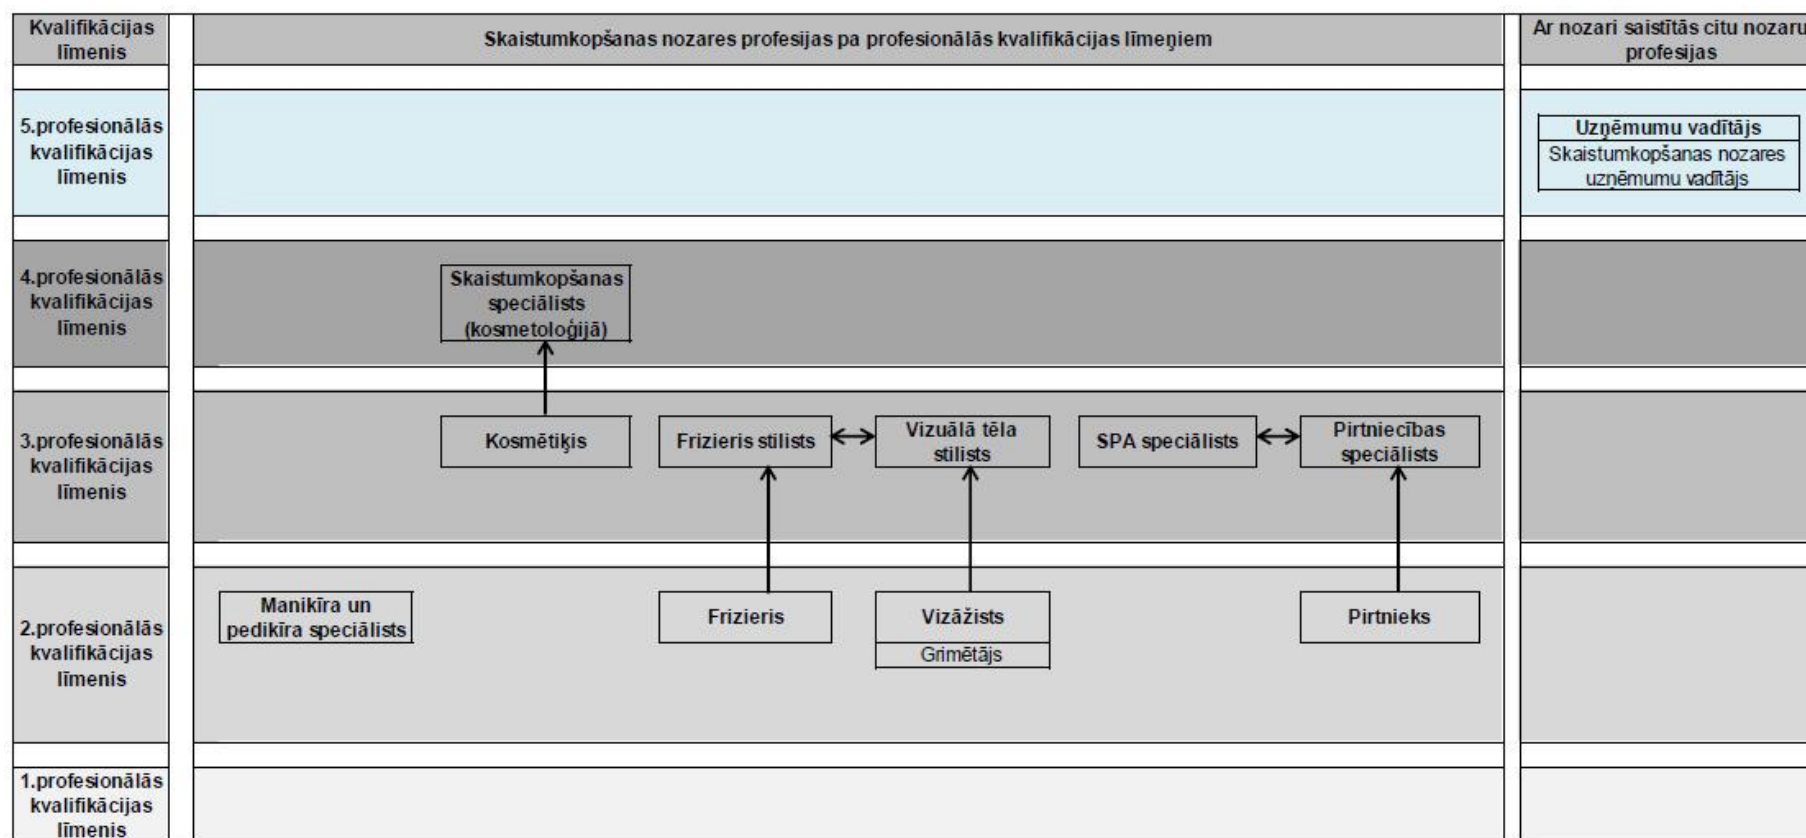 Kvalifikācijas
līmenis
Skaistumkopšanas nozares profesijas pa profesionālās kvalifikācijas līmeņiem
Ar nozari saistītās citu nozaru
profesijas
5.profesionālās
kvalifikācijas
līmenis
Uzņēmumu vadītājs
Skaistumkopšanas nozares
uzņēmumu vadītājs
4.profesionālās
kvalifikācijas
līmenis
Skaistumkopšanas
speciālists
(kosmetoloģijā)
3.profesionālās
kvalifikācijas
līmenis
Kosmētiķis
Frizieris stilists
Vizuālā tēla
stilists
SPA speciālists
Pirtniecības
speciālists
2.profesionālās
kvalifikācijas
līmenis
Manikīra un
pedikīra speciālists
Frizieris
Vizāžists
Grimētājs
Pirtnieks
1.profesionālās
kvalifikācijas
līmenis